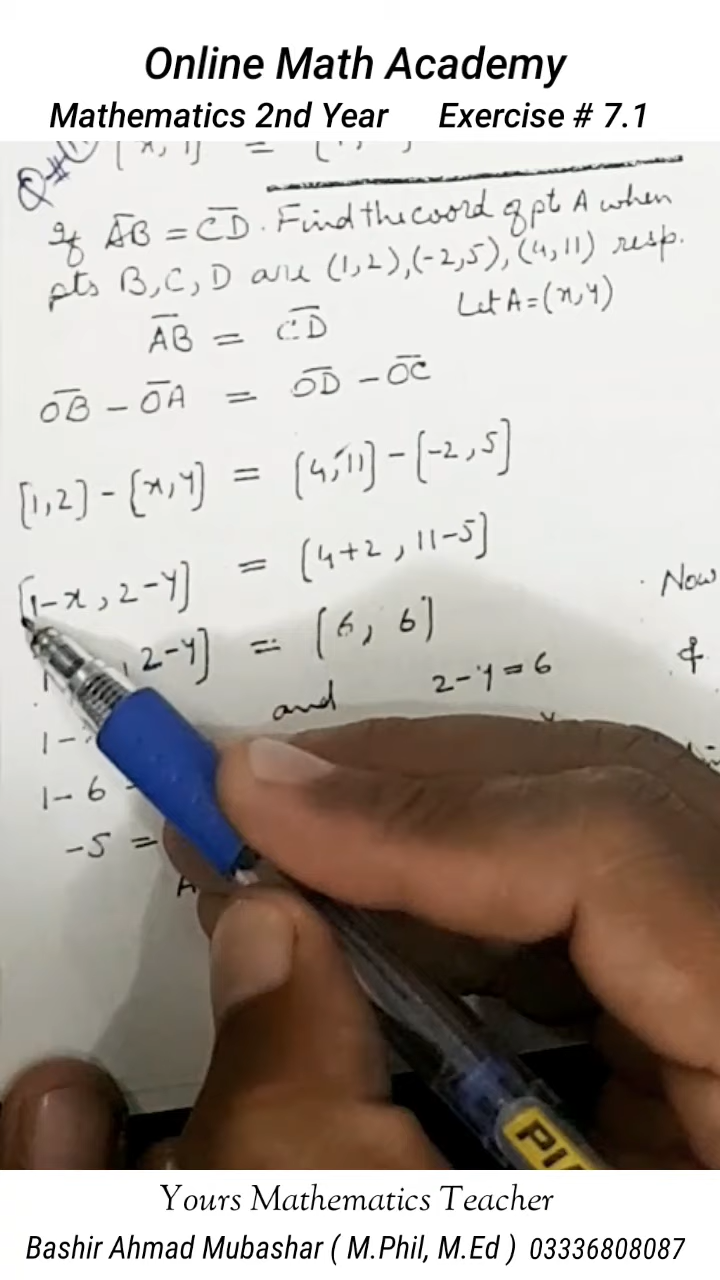 Online Math Academy
Mathematics 2nd Year Exercise # 7.1
Q#
If AB = CD. Find the coord of pt A when
pts B, C, D are (1,2), (-2,5), (4,11) resp.
Let A = (x, y)
AB = CD
OB - OA = OD - OC
[1,2] - [x,y] = [4,11] - [-2,5]
[1-x, 2-y] = [4+2, 11-5]
, 2-y] = [6, 6]
Now
&
and 2-y = 6
1-
1- 6
-5 =
A
PI
Yours Mathematics Teacher
Bashir Ahmad Mubashar ( M.Phil, M.Ed ) 03336808087